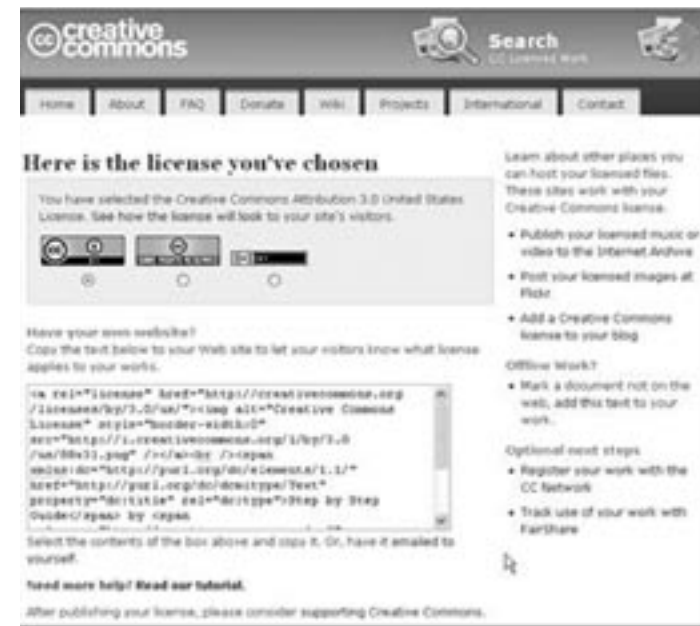 creative
commons
Search
CC Licensed Work
Home About FAQ Donate Wiki Projects International Contact
Here is the license you've chosen
You have selected the Creative Commons Attribution 3.0 United States
License. See how the license will look to your site's visitors.
Have your own website?
Copy the text below to your Web site to let your visitors know what license
applies to your works.
<a rel="license" href="http://creativecommons.org
/licenses/by/3.0/us/"><img alt="Creative Commons
License" style="border-width:0"
src="http://i.creativecommons.org/l/by/3.0
/us/88x31.png" /></a><br /><span
xmlns:dc="http://purl.org/dc/elements/1.1/"
href="http://purl.org/dc/dcmitype/Text"
property="dc:title" rel="dc:type">Step by Step
Guide</span> by <span
Select the contents of the box above and copy it. Or, have it emailed to
yourself.
Need more help? Read our tutorial.
After publishing your license, please consider supporting Creative Commons.
Learn about other places you
can host your licensed files.
These sites work with your
Creative Commons license.
• Publish your licensed music or
video to the Internet Archive
• Post your licensed images at
Flickr
• Add a Creative Commons
license to your blog
Offline Work?
• Mark a document not on the
web, add this text to your
work.
Optional next steps
• Register your work with the
CC Network
• Track use of your work with
FairShare